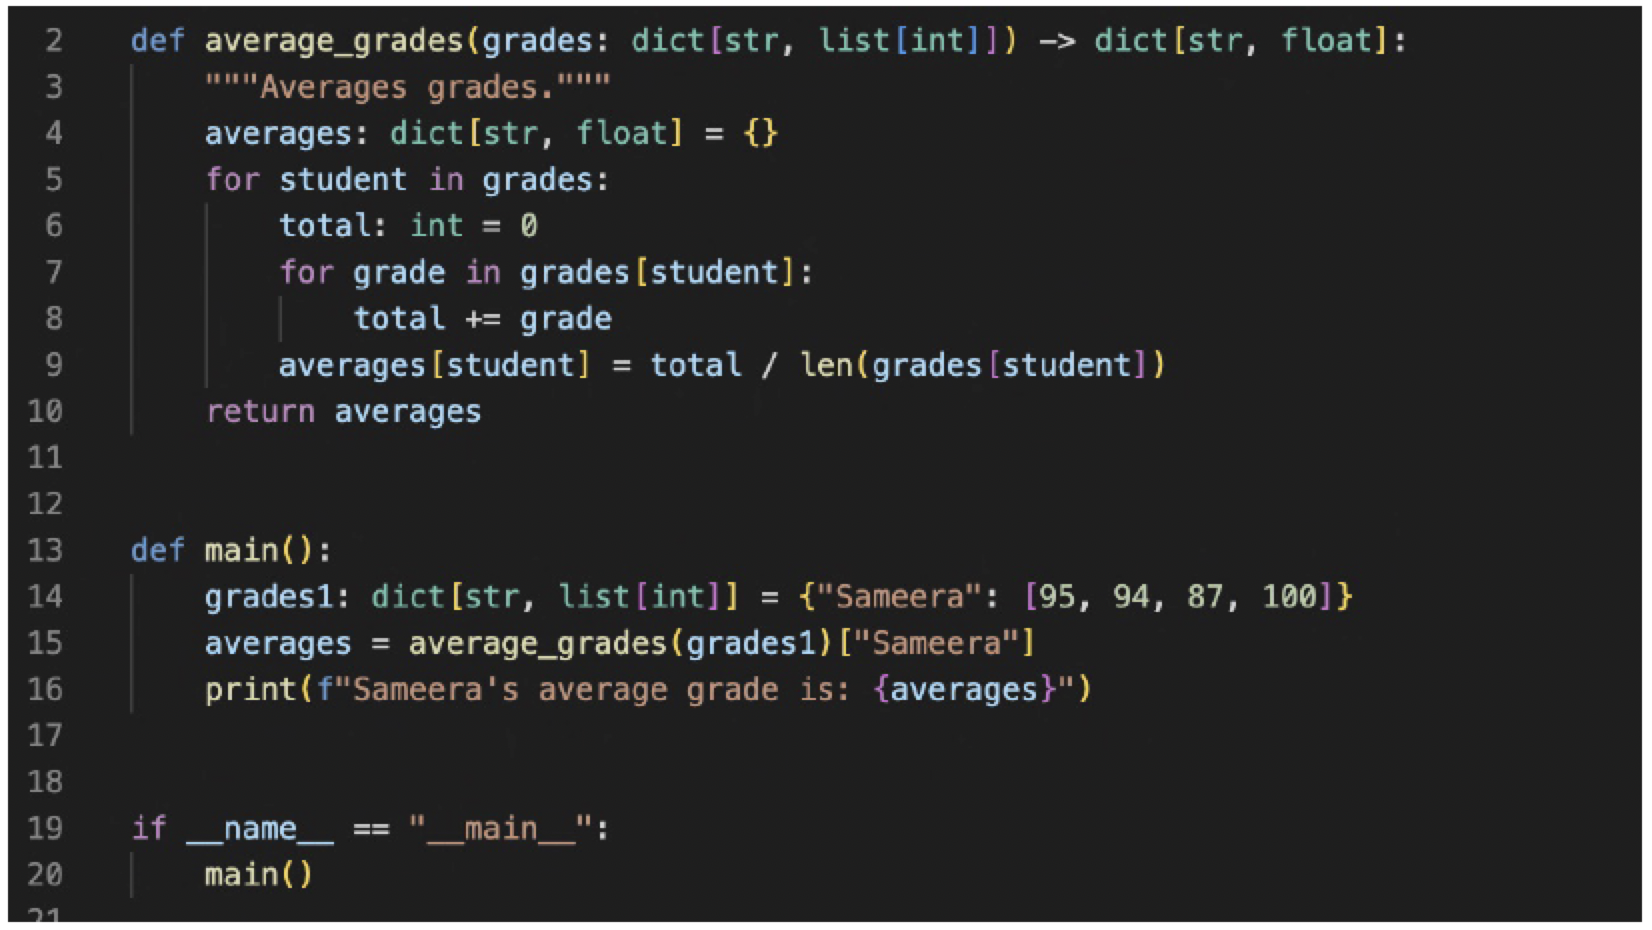 2 def average_grades(grades: dict[str, list[int]]) -> dict[str, float]:
3 """Averages grades."""
4 averages: dict[str, float] = {}
5 for student in grades:
6 total: int = 0
7 for grade in grades[student]:
8 total += grade
9 averages[student] = total / len(grades[student])
10 return averages
11
12
13 def main():
14 grades1: dict[str, list[int]] = {"Sameera": [95, 94, 87, 100]}
15 averages = average_grades(grades1)["Sameera"]
16 print(f"Sameera's average grade is: {averages}")
17
18
19 if __name__ == "__main__":
20 main()
21